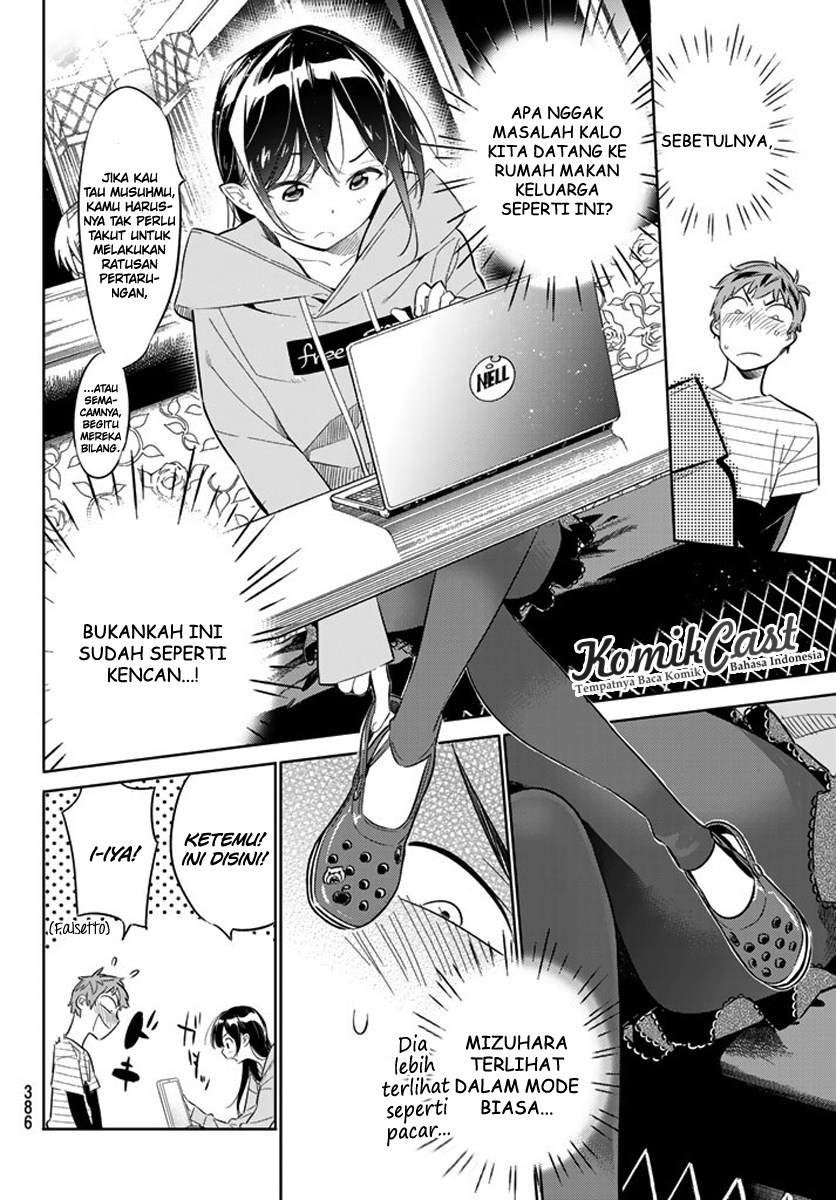 SEBETULNYA,
APA NGGAK
MASALAH KALO
KITA DATANG KE
RUMAH MAKAN
KELUARGA
SEPERTI INI?
JIKA KAU
TAU MUSUHMU,
KAMU HARUS-
NYA TAK PERLU
TAKUT UNTUK
MELAKUKAN
RATUSAN
PERTARU-
NGAN,
...ATAU
SEMA-
CAMNYA,
BEGITU
MEREKA
BILANG.
free
NELL
BUKANKAH INI
SUDAH SEPERTI
KENCAN...!
KomikCast
Tempatnya Baca Komik Bahasa Indonesia
MIZUHARA
TERLIHAT
DALAM MODE
BIASA...
Dia
lebih
terlihat
seperti
pacar...
KETEMU!
INI DISINI!
I-IYA!
(Falsetto)
386